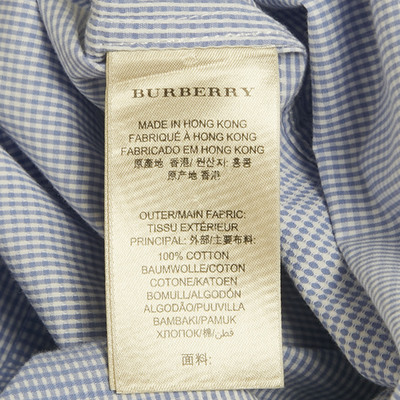 BURBERRY
MADE IN HONG KONG
FABRIQUÉ À HONG KONG
FABRICADO EM HONG KONG
原產地 香港/ 원산지: 홍콩
原产地 香港
OUTER/MAIN FABRIC:
TISSU EXTÉRIEUR
PRINCIPAL: 外部/主要布料:
100% COTTON
BAUMWOLLE/COTON
COTONE/KATOEN
BOMULL/ALGODÓN
ALGODÃO/PUUVILLA
BAMBAKI/PAMUK
ХЛОПОК/棉/قطن
面料: